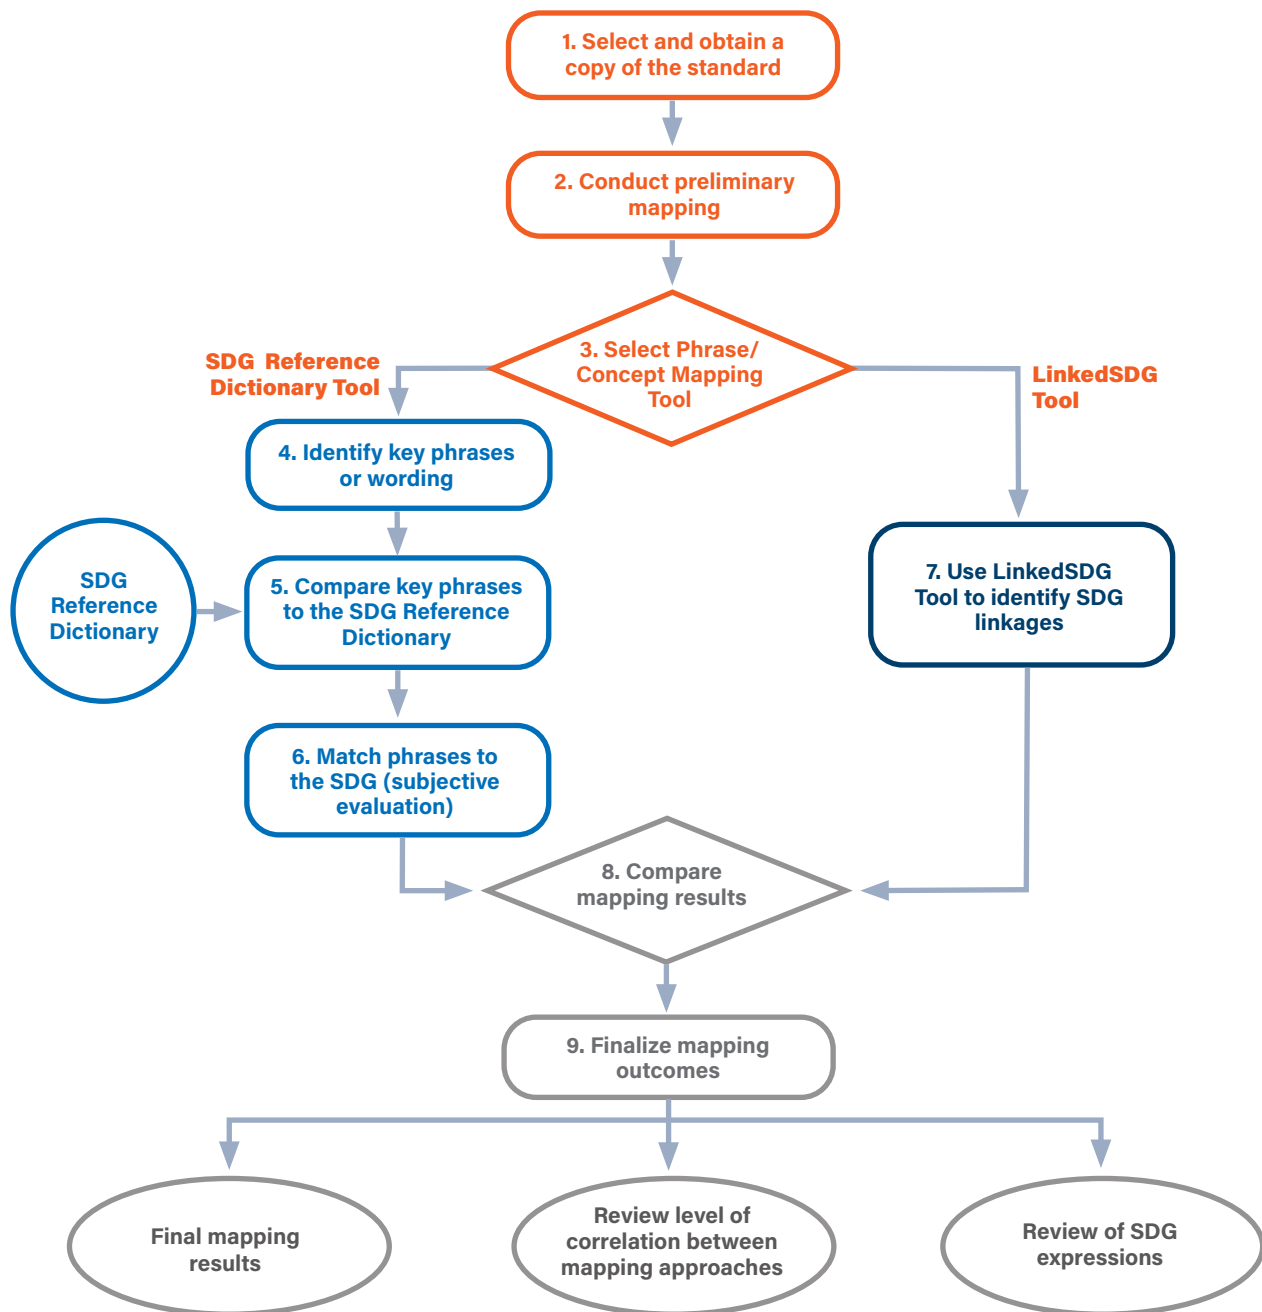 1. Select and obtain a
copy of the standard
2. Conduct preliminary
mapping
3. Select Phrase/
Concept Mapping
Tool
SDG Reference
Dictionary Tool
LinkedSDG
Tool
4. Identify key phrases
or wording
SDG
Reference
Dictionary
5. Compare key phrases
to the SDG Reference
Dictionary
7. Use LinkedSDG
Tool to identify SDG
linkages
6. Match phrases to
the SDG (subjective
evaluation)
8. Compare
mapping results
9. Finalize mapping
outcomes
Final mapping
results
Review level of
correlation between
mapping approaches
Review of SDG
expressions